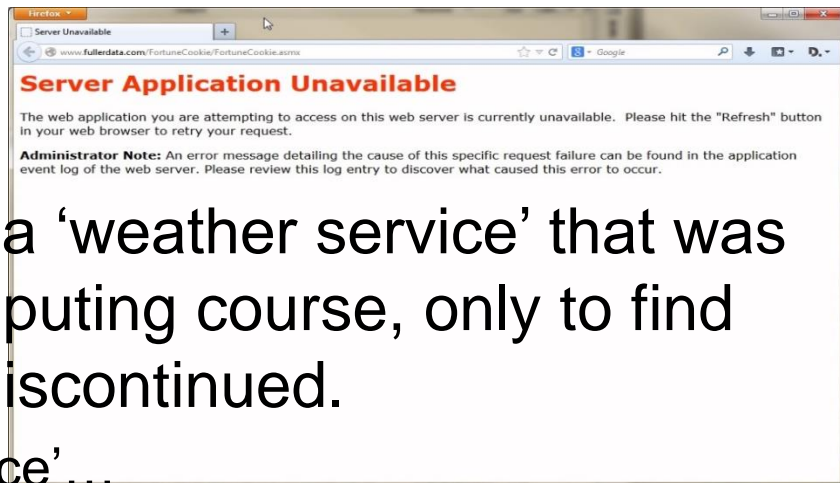 Firefox
Server Unavailable
www.fullerdata.com/FortuneCookie/FortuneCookie.asmx
Google
Server Application Unavailable
The web application you are attempting to access on this web server is currently unavailable. Please hit the "Refresh" button
in your web browser to retry your request.
Administrator Note: An error message detailing the cause of this specific request failure can be found in the application
event log of the web server. Please review this log entry to discover what caused this error to occur.
a ‘weather service’ that was
puting course, only to find
iscontinued.
ce’…